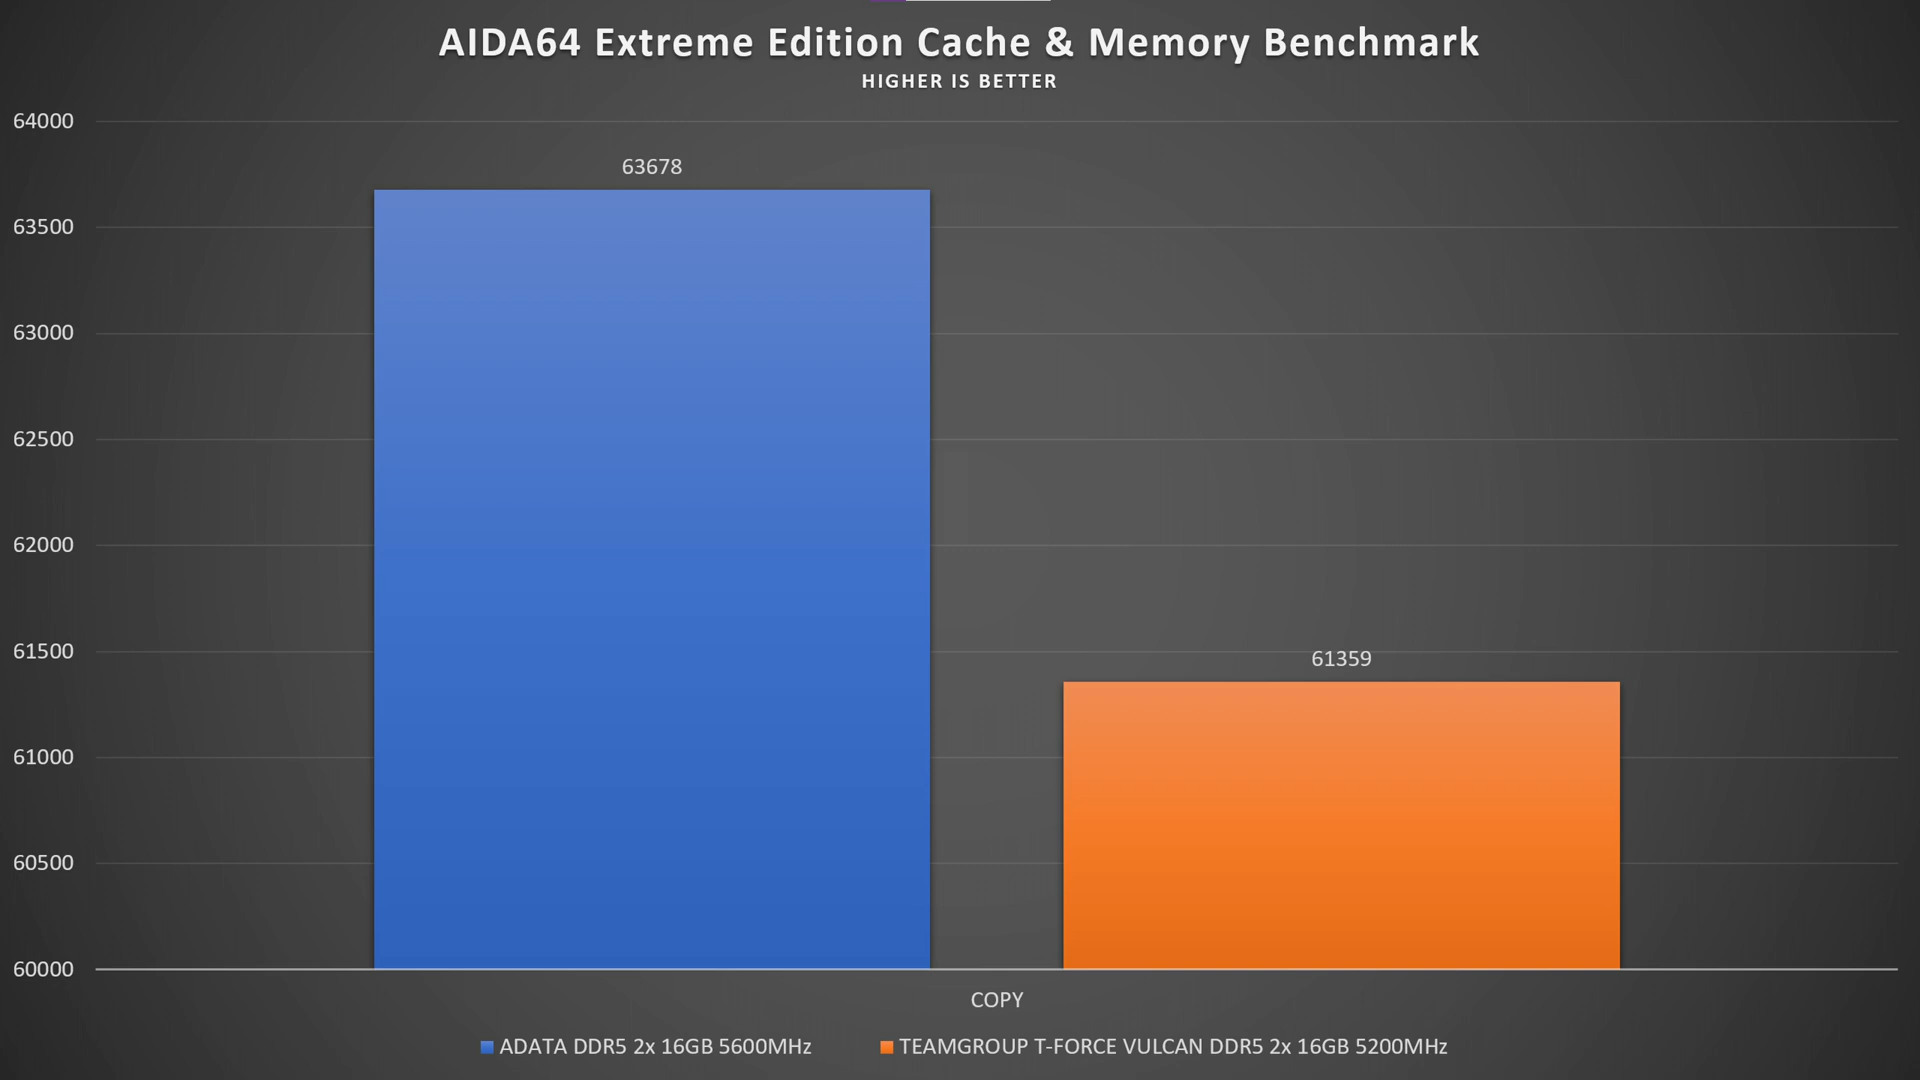 AIDA64 Extreme Edition Cache & Memory Benchmark
HIGHER IS BETTER
64000
63678
63500
63000
62500
62000
61500
61359
61000
60500
60000
COPY
ADATA DDR5 2x 16GB 5600MHz
TEAMGROUP T-FORCE VULCAN DDR5 2x 16GB 5200MHz